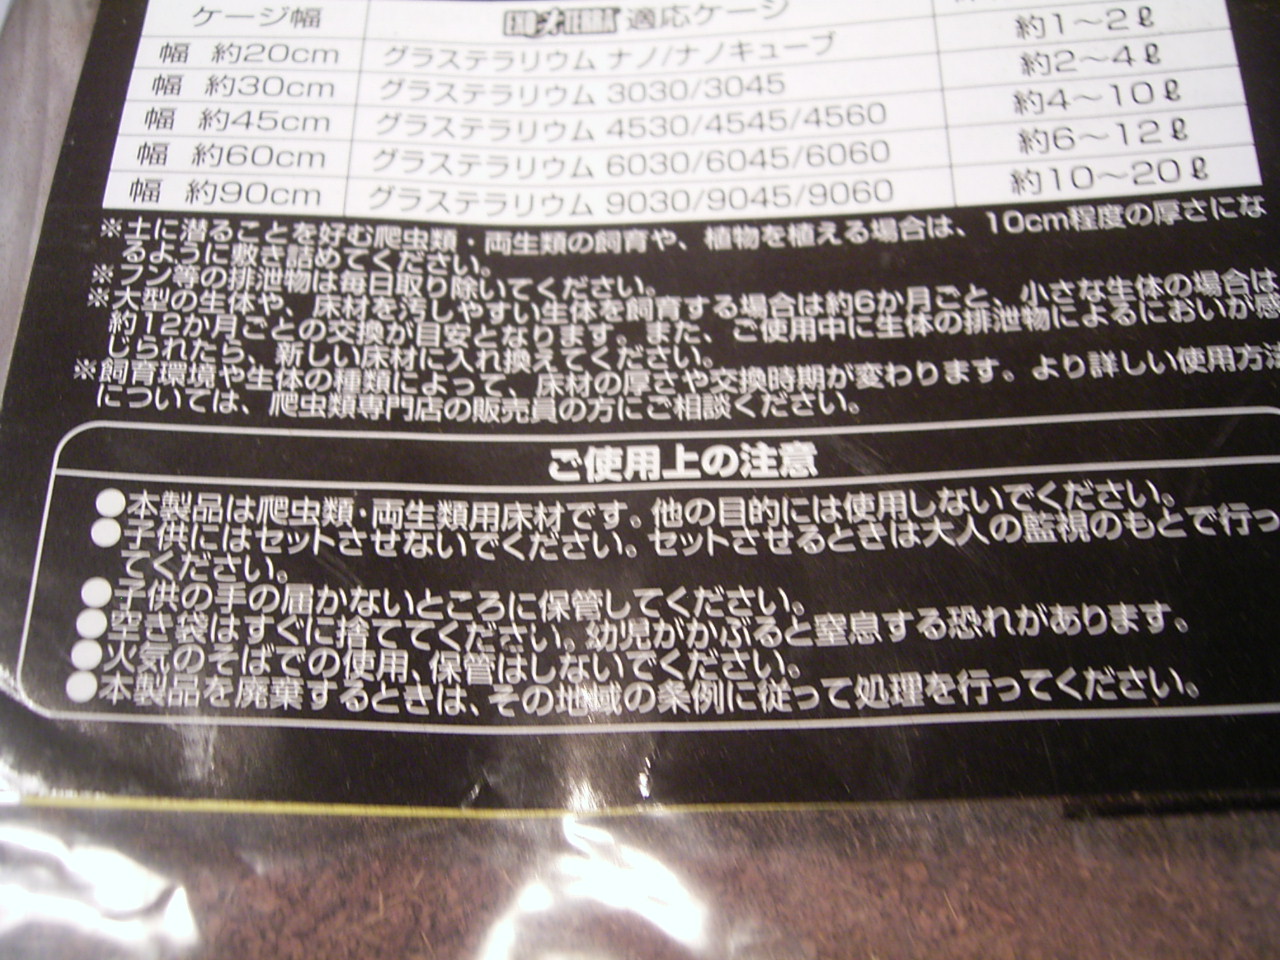 ケージ幅 EXO TERRA 適応ケージ
幅 約20cm グラステラリウム ナノ/ナノキューブ 約1〜2ℓ
幅 約30cm グラステラリウム 3030/3045 約2〜4ℓ
幅 約45cm グラステラリウム 4530/4545/4560 約4〜10ℓ
幅 約60cm グラステラリウム 6030/6045/6060 約6〜12ℓ
幅 約90cm グラステラリウム 9030/9045/9060 約10〜20ℓ
※土に潜ることを好む爬虫類・両生類の飼育や、植物を植える場合は、10cm程度の厚さにな
るように敷き詰めてください。
※フン等の排泄物は毎日取り除いてください。
※大型の生体や、床材を汚しやすい生体を飼育する場合は約6か月ごと、小さな生体の場合は
約12か月ごとの交換が目安となります。また、ご使用中に生体の排泄物によるにおいが感
じられたら、新しい床材に入れ換えてください。
※飼育環境や生体の種類によって、床材の厚さや交換時期が変わります。より詳しい使用方法
については、爬虫類専門店の販売員の方にご相談ください。
ご使用上の注意
●本製品は爬虫類・両生類用床材です。他の目的には使用しないでください。
●子供にはセットさせないでください。セットさせるときは大人の監視のもとで行っ
てください。
●子供の手の届かないところに保管してください。
●空き袋はすぐに捨ててください。幼児がかぶると窒息する恐れがあります。
●火気のそばでの使用、保管はしないでください。
●本製品を廃棄するときは、その地域の条例に従って処理を行ってください。